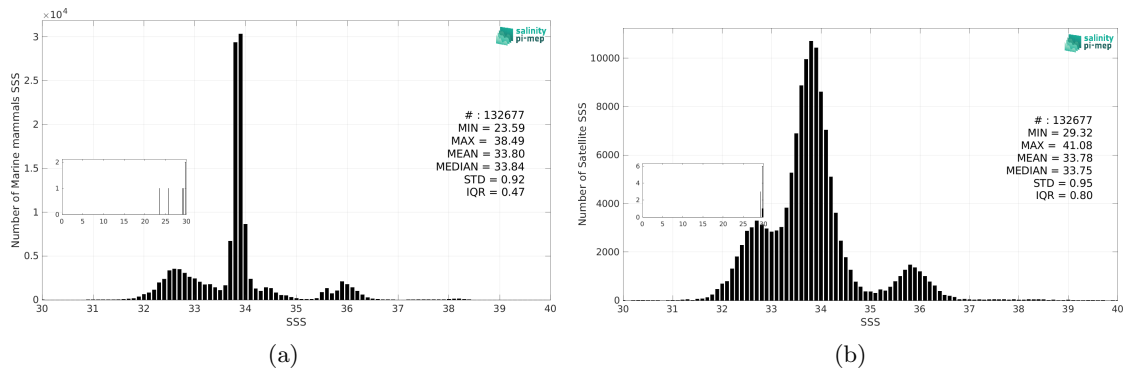 ×10^4
salinity
pi-mep
Number of Marine mammals SSS
3
2.5
2
1.5
1
0.5
0
# : 132677
MIN = 23.59
MAX = 38.49
MEAN = 33.80
MEDIAN = 33.84
STD = 0.92
IQR = 0.47
2
1
0
0 5 10 15 20 25 30
30 31 32 33 34 35 36 37 38 39 40
SSS
(a)
salinity
pi-mep
Number of Satellite SSS
10000
8000
6000
4000
2000
0
# : 132677
MIN = 29.32
MAX = 41.08
MEAN = 33.78
MEDIAN = 33.75
STD = 0.95
IQR = 0.80
6
4
2
0
0 5 10 15 20 25 30
30 31 32 33 34 35 36 37 38 39 40
SSS
(b)